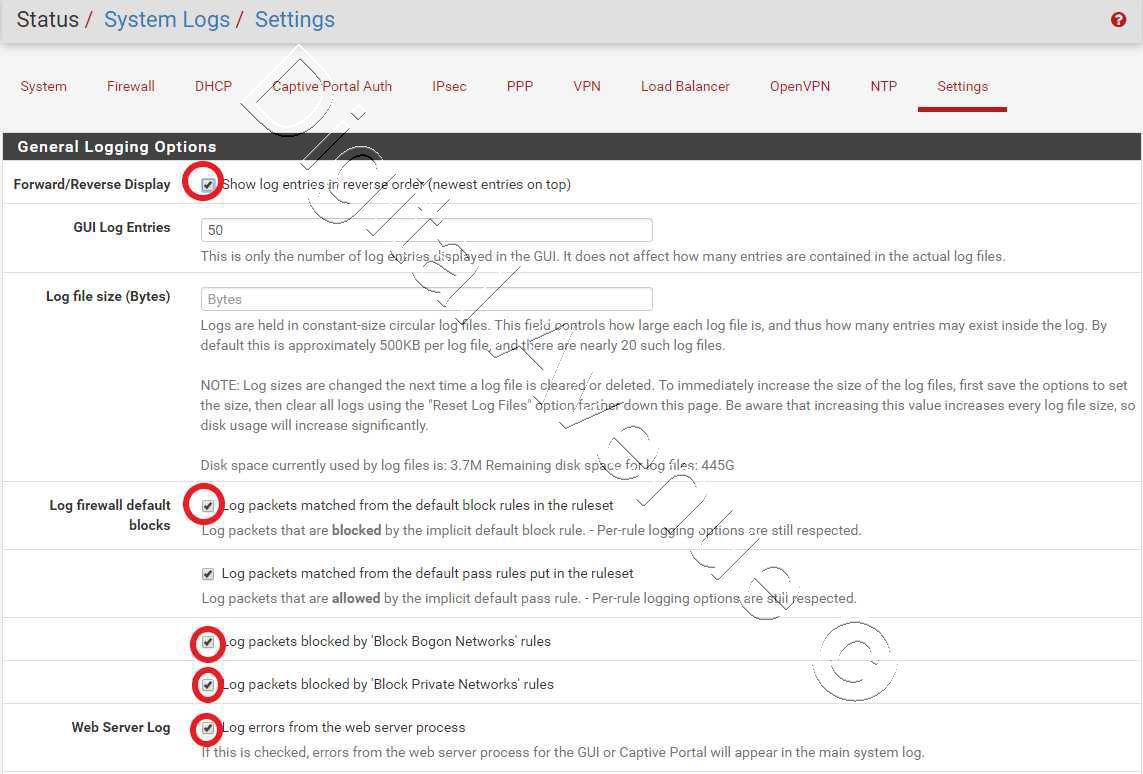 Status / System Logs / Settings
System Firewall DHCP Captive Portal Auth IPsec PPP VPN Load Balancer OpenVPN NTP Settings
General Logging Options
Forward/Reverse Display
Show log entries in reverse order (newest entries on top)
GUI Log Entries
50
This is only the number of log entries displayed in the GUI. It does not affect how many entries are contained in the actual log files.
Log file size (Bytes)
Bytes
Logs are held in constant-size circular log files. This field controls how large each log file is, and thus how many entries may exist inside the log. By
default this is approximately 500KB per log file, and there are nearly 20 such log files.
NOTE: Log sizes are changed the next time a log file is cleared or deleted. To immediately increase the size of the log files, first save the options to set
the size, then clear all logs using the "Reset Log Files" option farther down this page. Be aware that increasing this value increases every log file size, so
disk usage will increase significantly.
Disk space currently used by log files is: 3.7M Remaining disk space for log files: 445G
Log firewall default
blocks
Log packets matched from the default block rules in the ruleset
Log packets that are blocked by the implicit default block rule. - Per-rule logging options are still respected.
Log packets matched from the default pass rules put in the ruleset
Log packets that are allowed by the implicit default pass rule. - Per-rule logging options are still respected.
Log packets blocked by 'Block Bogon Networks' rules
Log packets blocked by 'Block Private Networks' rules
Web Server Log
Log errors from the web server process
If this is checked, errors from the web server process for the GUI or Captive Portal will appear in the main system log.
DigitalAvenue ©